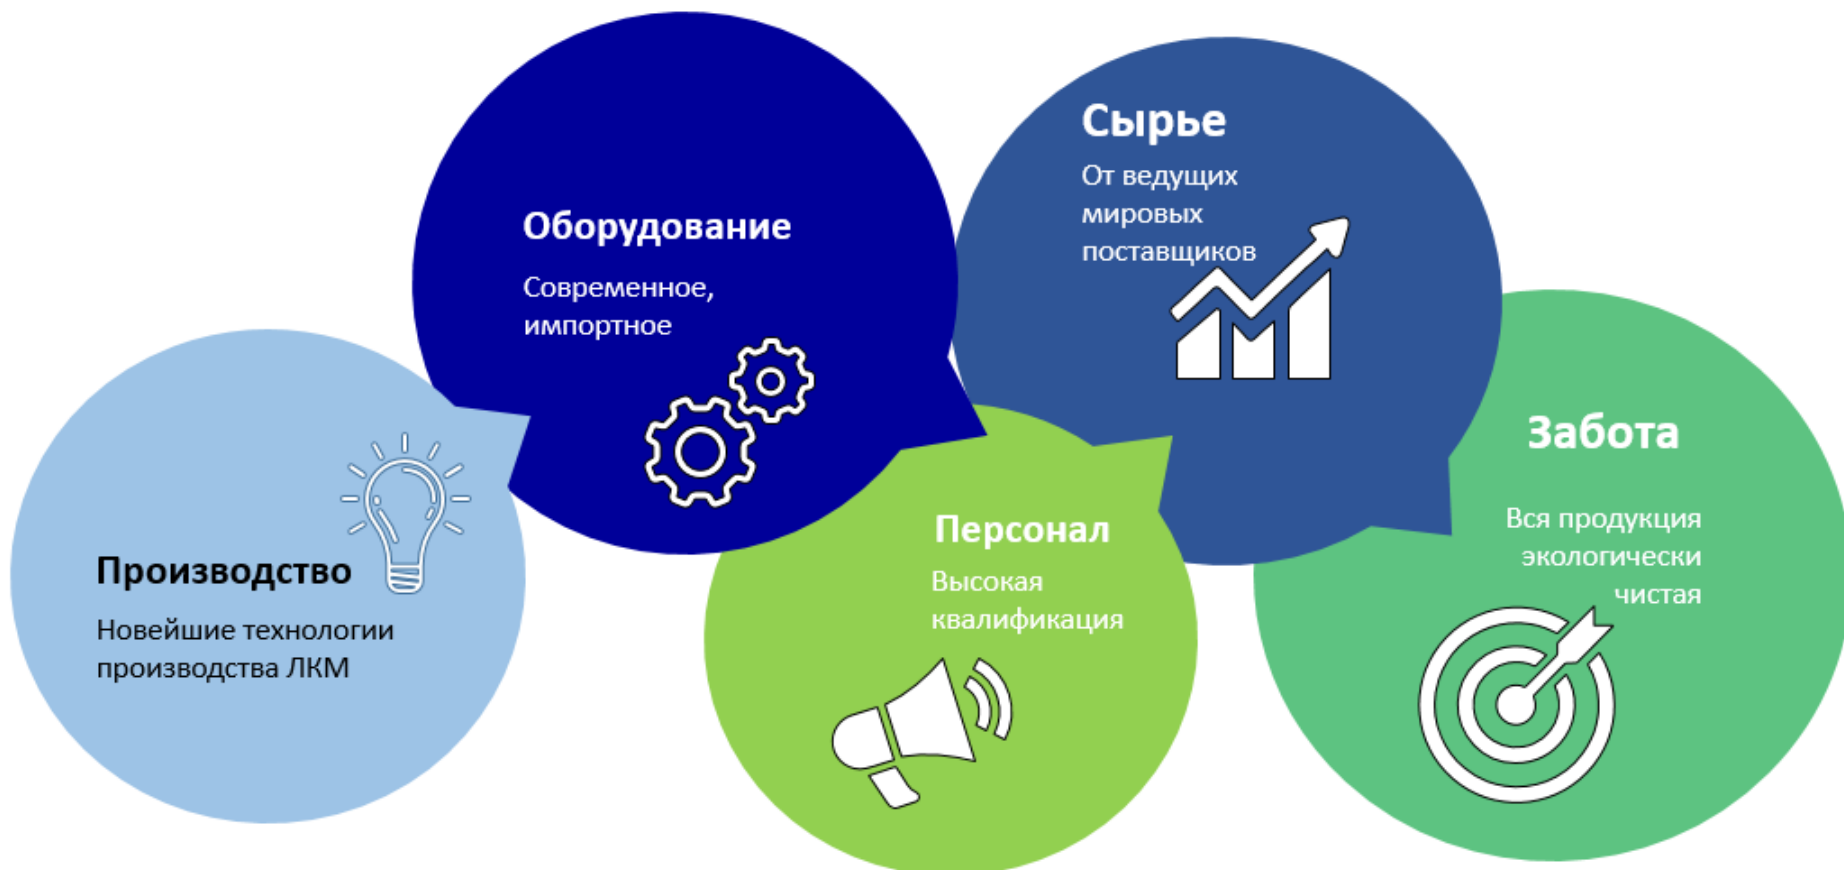 Производство
Новейшие технологии
производства ЛКМ
Оборудование
Современное,
импортное
Персонал
Высокая
квалификация
Сырье
От ведущих
мировых
поставщиков
Забота
Вся продукция
экологически
чистая